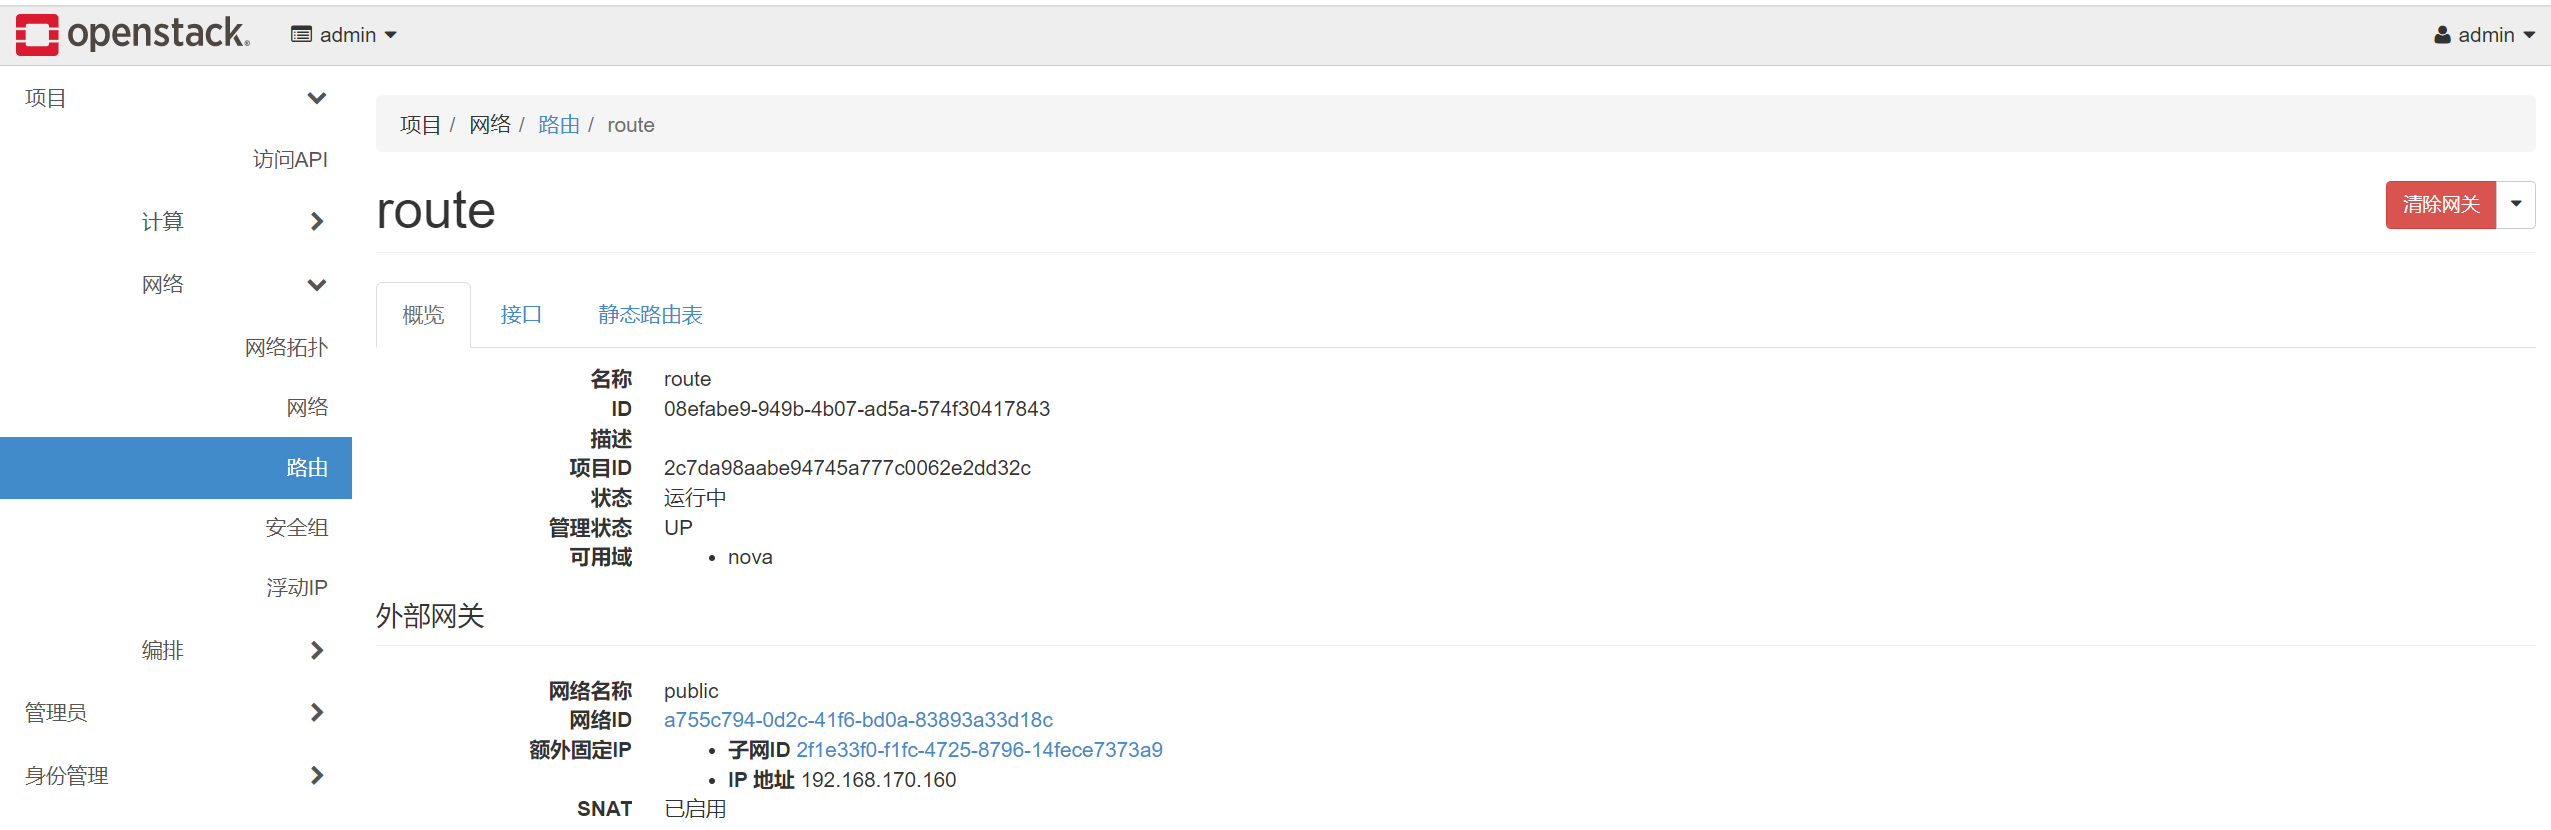 openstack. admin admin
项目
访问API
计算
网络
网络拓扑
网络
路由
安全组
浮动IP
编排
管理员
身份管理
项目 / 网络 / 路由 / route
route
清除网关
概览 接口 静态路由表
名称 route
ID 08efabe9-949b-4b07-ad5a-574f30417843
描述
项目ID 2c7da98aabe94745a777c0062e2dd32c
状态 运行中
管理状态 UP
可用域 • nova
外部网关
网络名称 public
网络ID a755c794-0d2c-41f6-bd0a-83893a33d18c
额外固定IP • 子网ID 2f1e33f0-f1fc-4725-8796-14fece7373a9
• IP 地址 192.168.170.160
SNAT 已启用